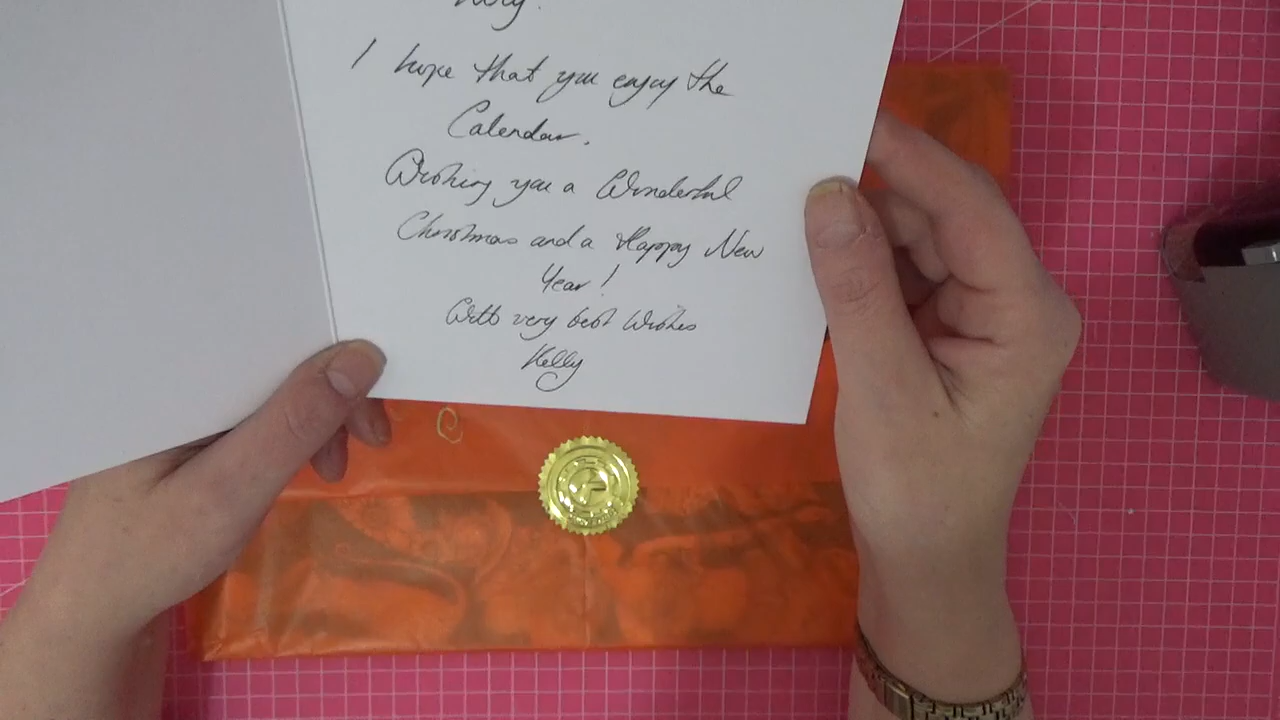 I hope that you enjoy the
Calendar.
Wishing you a Wonderful
Christmas and a Happy New
Year!
With very best Wishes
Kelly